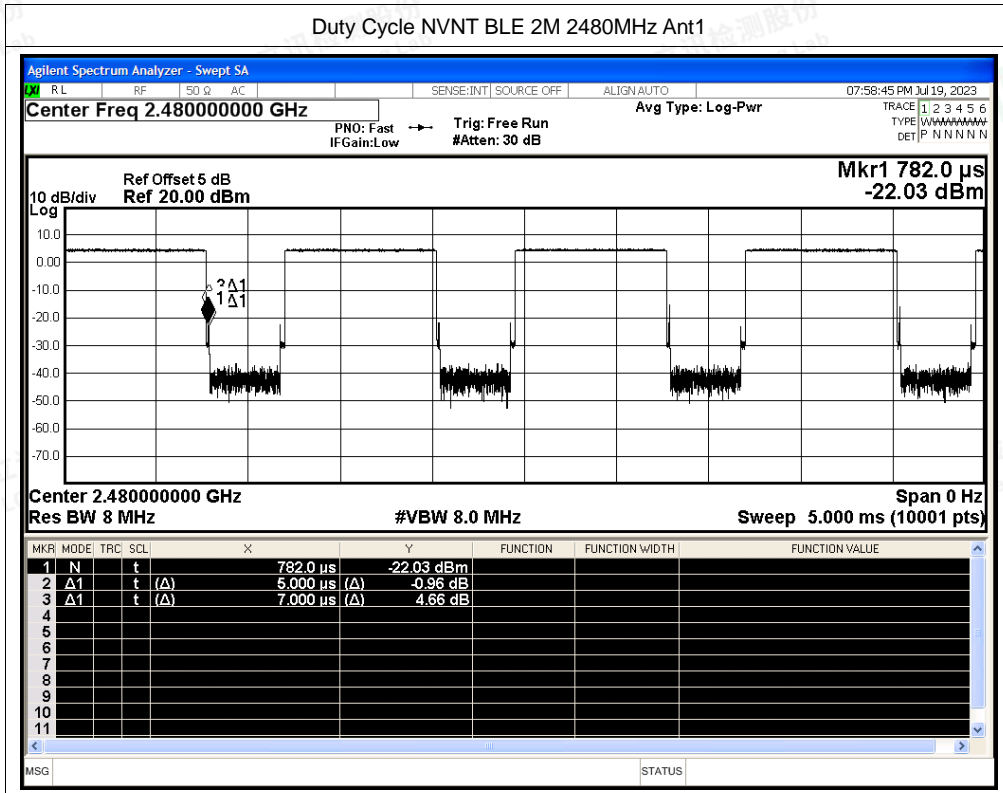 Duty Cycle NVNT BLE 2M 2480MHz Ant1
Agilent Spectrum Analyzer - Swept SA
LXI RL RF 50 Ω AC SENSE:INT SOURCE OFF ALIGN AUTO 07:58:45 PM Jul 19, 2023
Center Freq 2.480000000 GHz
Avg Type: Log-Pwr
TRACE 1 2 3 4 5 6
TYPE
DET P N N N N N
PNO: Fast
IFGain:Low
Trig: Free Run
#Atten: 30 dB
Mkr1 782.0 µs
-22.03 dBm
Ref Offset 5 dB
10 dB/div Ref 20.00 dBm
Log
10.0
0.00
-10.0
-20.0
-30.0
-40.0
-50.0
-60.0
-70.0
Δ1
1Δ1
Center 2.480000000 GHz Span 0 Hz
Res BW 8 MHz #VBW 8.0 MHz Sweep 5.000 ms (10001 pts)
MKR MODE TRC SCL X Y FUNCTION FUNCTION WIDTH FUNCTION VALUE
1 N t 782.0 µs -22.03 dBm
2 Δ1 t (Δ) 5.000 µs (Δ) -0.96 dB
3 Δ1 t (Δ) 7.000 µs (Δ) 4.66 dB
4
5
6
7
8
9
10
11
MSG STATUS